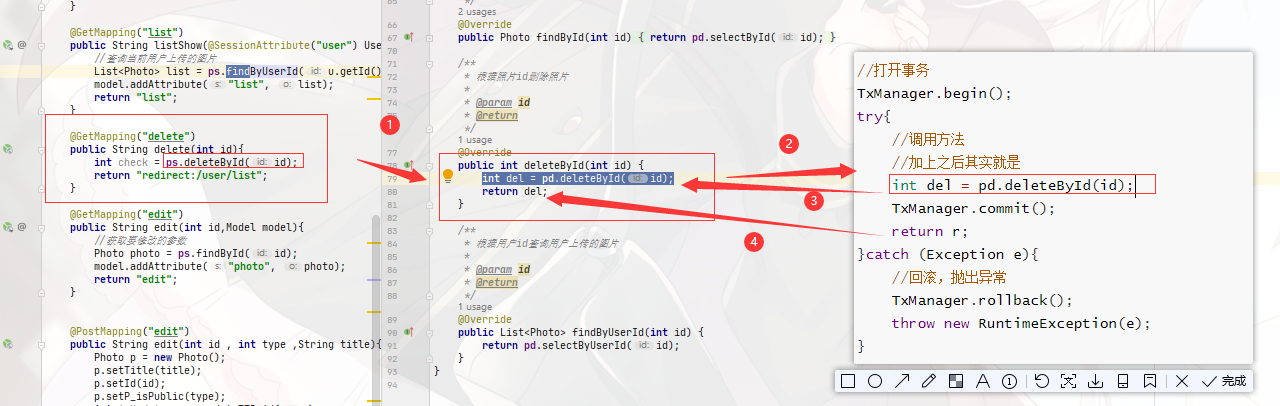 }
@GetMapping("list")
public String listShow(@SessionAttribute("user") Use
//查询当前用户上传的图片
List<Photo> list = ps.findByUserId( id: u.getId()
model.addAttribute( s: "list", o: list);
return "list";
}
@GetMapping("delete")
public String delete(int id){
int check = ps.deleteById( id: id);
return "redirect:/user/list";
}
@GetMapping("edit")
public String edit(int id,Model model){
//获取要修改的参数
Photo photo = ps.findById( id: id);
model.addAttribute( s: "photo", o: photo);
return "edit";
}
@PostMapping("edit")
public String edit(int id , int type ,String title){
Photo p = new Photo();
p.setTitle(title);
p.setId(id);
p.setP_isPublic(type);
1
65 */
2 usages
66 @Override
67 public Photo findById(int id) { return pd.selectById( id: id); }
70
71 /**
72 * 根据照片id删除照片
73 *
74 * @param id
75 * @return
76 */
1 usage
77 @Override
78 public int deleteById(int id) {
79 int del = pd.deleteById( id: id);
80 return del;
81 }
82
83 /**
84 * 根据用户id查询用户上传的图片
85 *
86 * @param id
87 * @return
88 */
1 usage
89 @Override
90 public List<Photo> findByUserId(int id) {
91 return pd.selectByUserId( id: id);
92 }
93 }
94
2
3
4
//打开事务
TxManager.begin();
try{
//调用方法
//加上之后其实就是
int del = pd.deleteById(id);
TxManager.commit();
return r;
}catch (Exception e){
//回滚，抛出异常
TxManager.rollback();
throw new RuntimeException(e);
}
完成